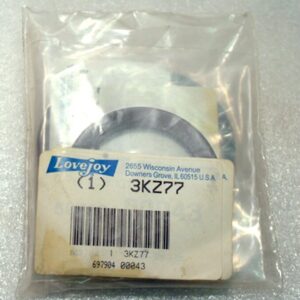 Lovejoy
2655 Wisconsin Avenue
Downers Grove, IL 60515 U.S.A.
(1) 3KZ77
1 3KZ77
697904 00043